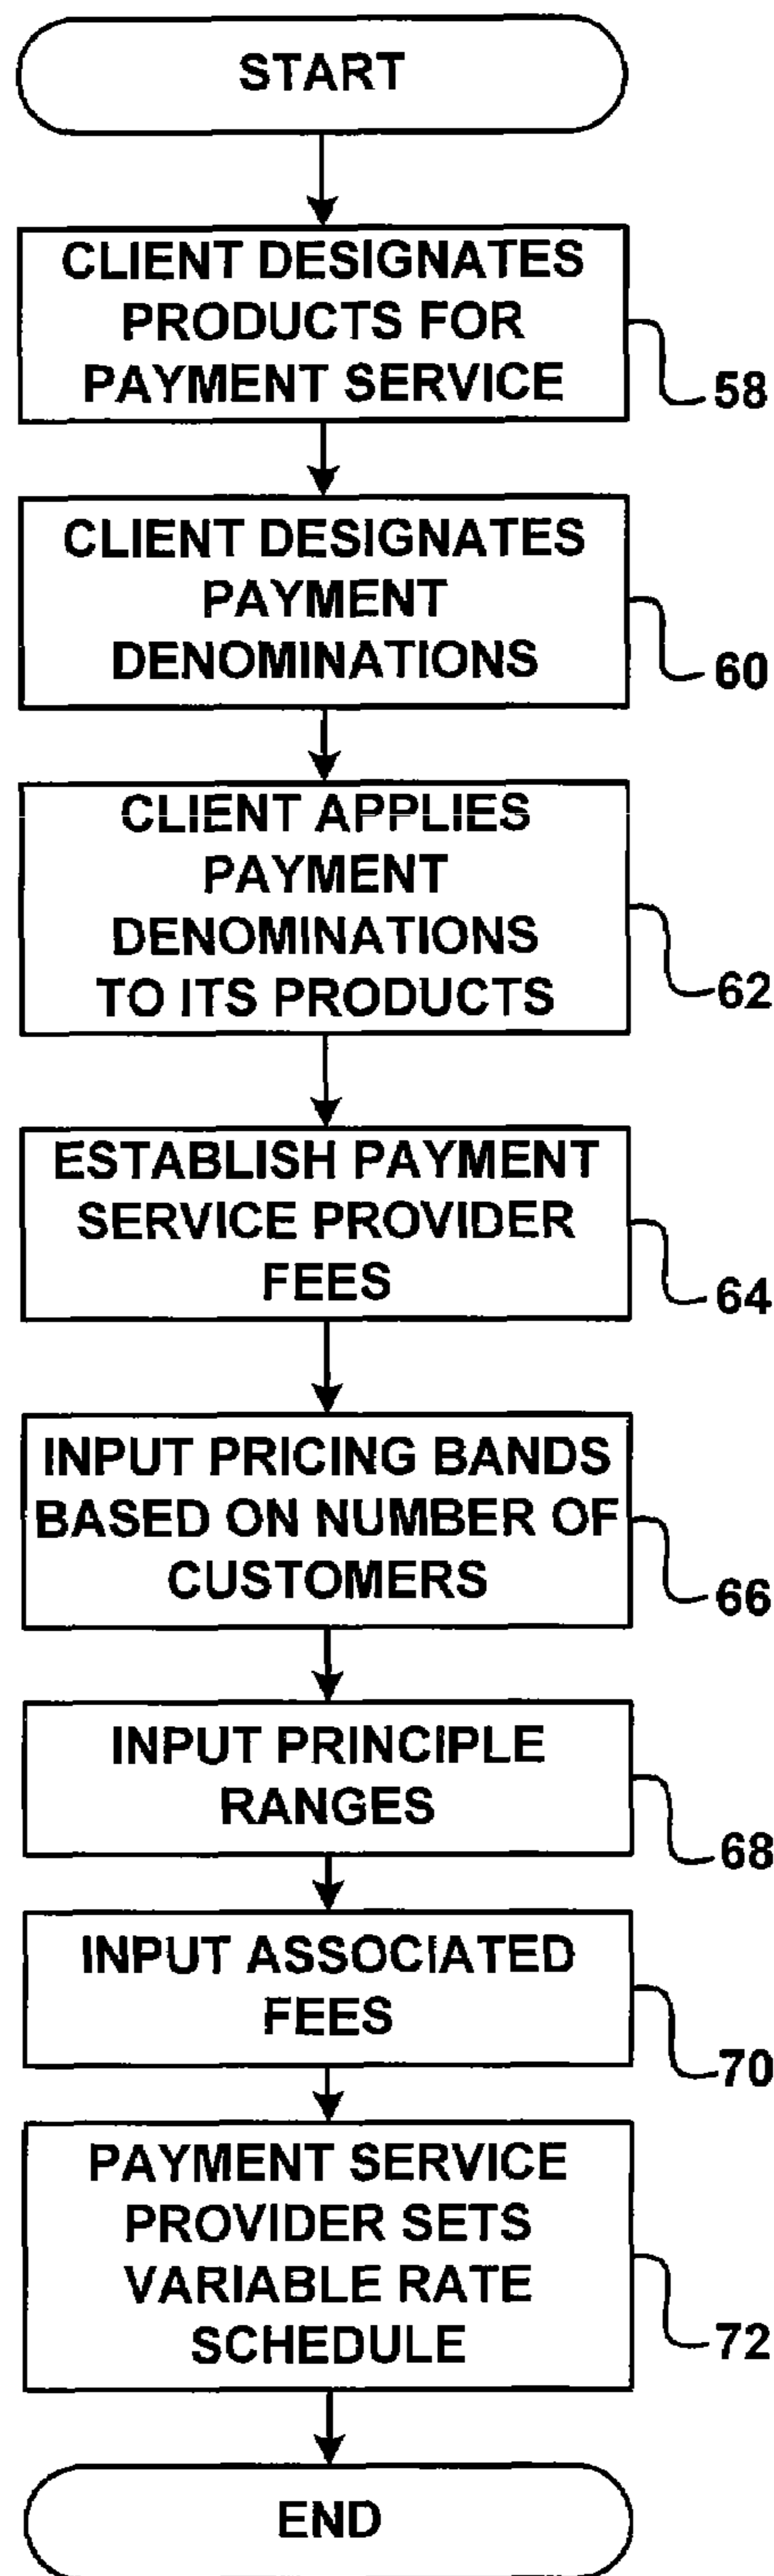 START
CLIENT DESIGNATES
PRODUCTS FOR
PAYMENT SERVICE
58
CLIENT DESIGNATES
PAYMENT
DENOMINATIONS
60
CLIENT APPLIES
PAYMENT
DENOMINATIONS
TO ITS PRODUCTS
62
ESTABLISH PAYMENT
SERVICE PROVIDER
FEES
64
INPUT PRICING BANDS
BASED ON NUMBER OF
CUSTOMERS
66
INPUT PRINCIPLE
RANGES
68
INPUT ASSOCIATED
FEES
70
PAYMENT SERVICE
PROVIDER SETS
VARIABLE RATE
SCHEDULE
72
END